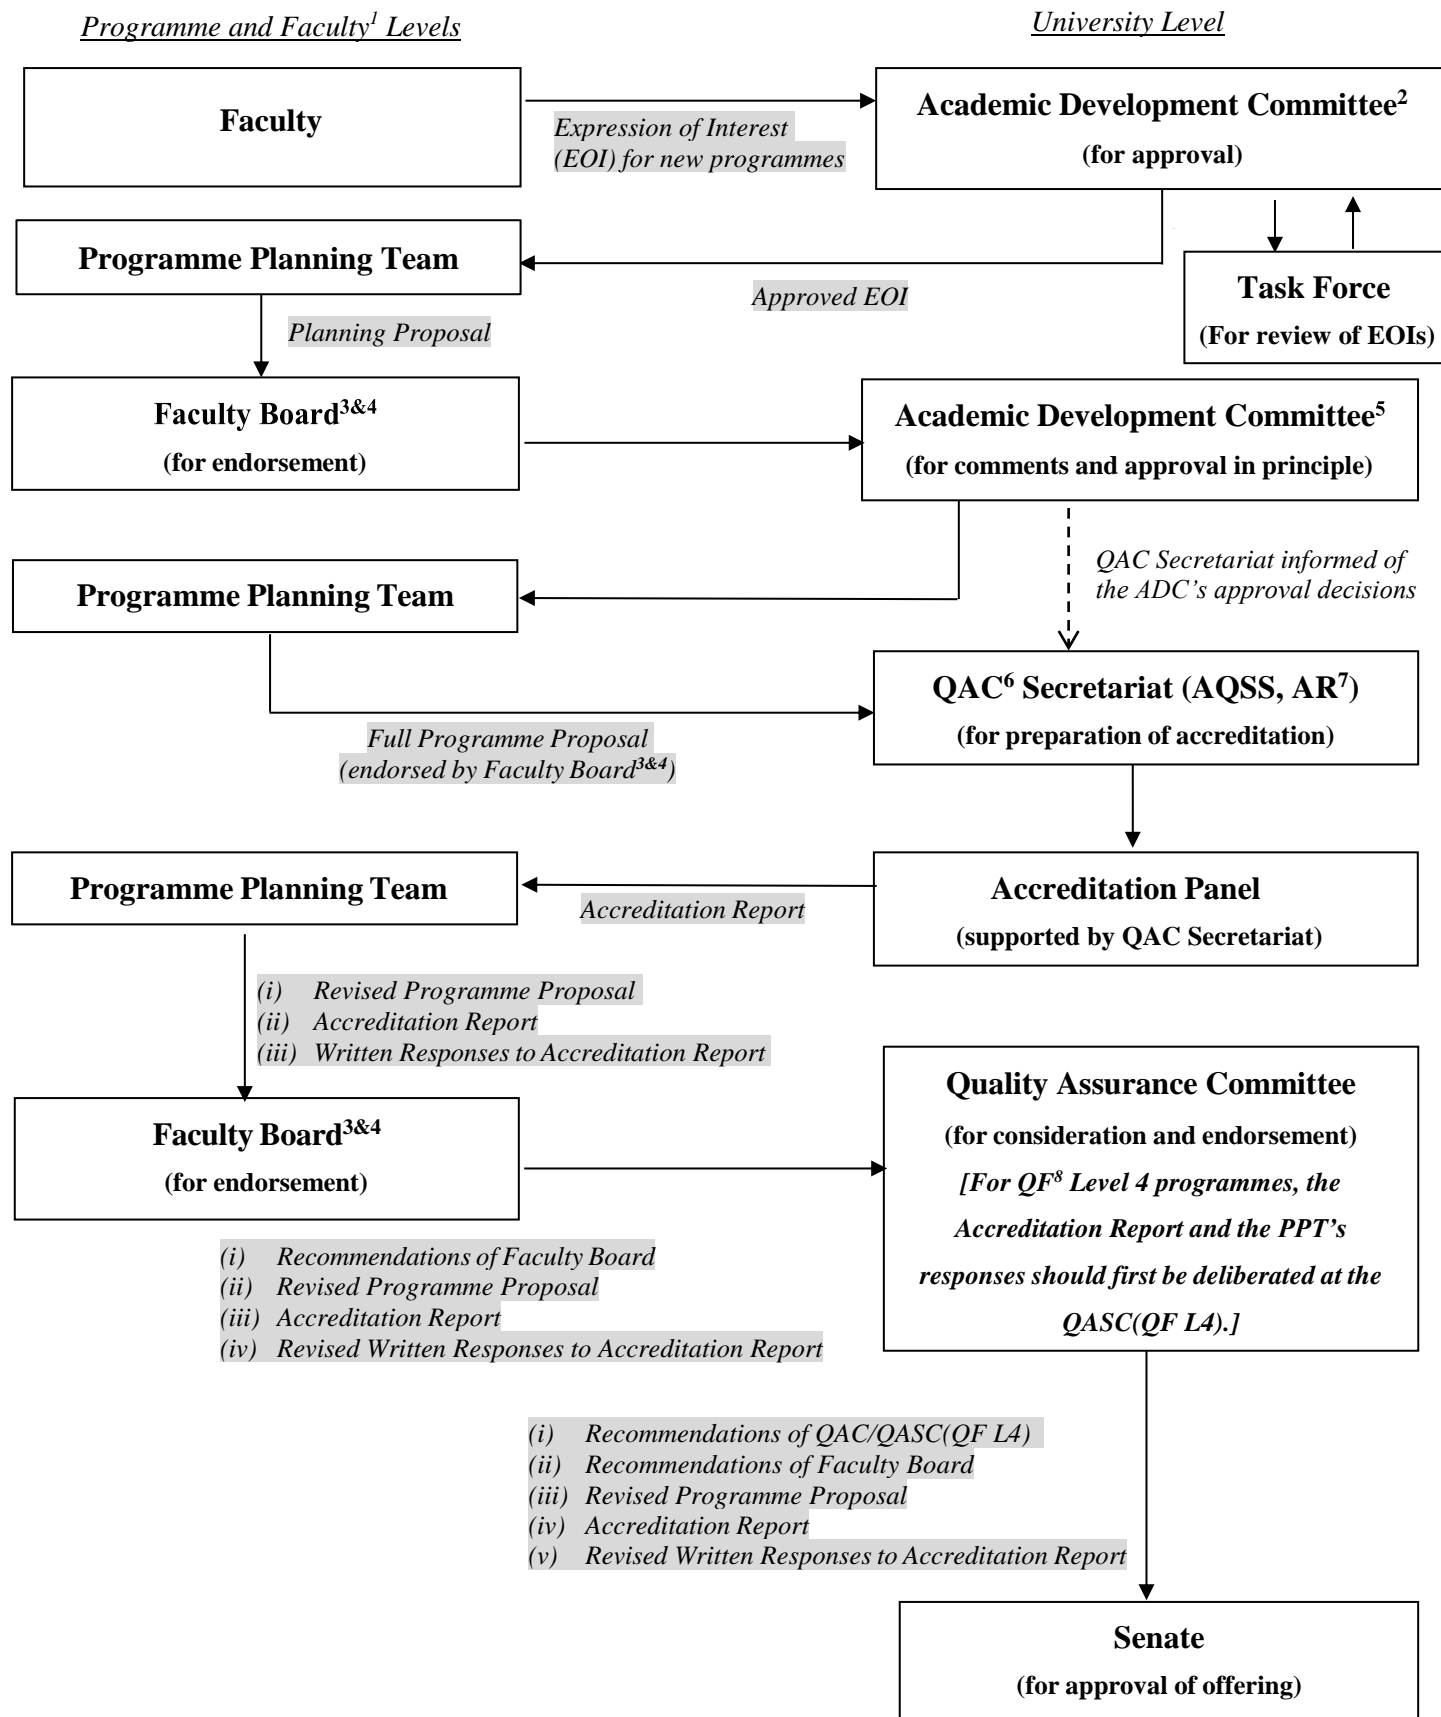 Programme and Faculty¹ Levels
University Level
Faculty
Expression of Interest
(EOI) for new programmes
Academic Development Committee²
(for approval)
Programme Planning Team
Approved EOI
Task Force
(For review of EOIs)
Planning Proposal
Faculty Board³&⁴
(for endorsement)
Academic Development Committee⁵
(for comments and approval in principle)
Programme Planning Team
QAC Secretariat informed of
the ADC’s approval decisions
QAC⁶ Secretariat (AQSS, AR⁷)
(for preparation of accreditation)
Full Programme Proposal
(endorsed by Faculty Board³&⁴)
Programme Planning Team
Accreditation Report
Accreditation Panel
(supported by QAC Secretariat)
(i) Revised Programme Proposal
(ii) Accreditation Report
(iii) Written Responses to Accreditation Report
Faculty Board³&⁴
(for endorsement)
Quality Assurance Committee
(for consideration and endorsement)
[For QF⁸ Level 4 programmes, the
Accreditation Report and the PPT’s
responses should first be deliberated at the
QASC(QF L4).]
(i) Recommendations of Faculty Board
(ii) Revised Programme Proposal
(iii) Accreditation Report
(iv) Revised Written Responses to Accreditation Report
(i) Recommendations of QAC/QASC(QF L4)
(ii) Recommendations of Faculty Board
(iii) Revised Programme Proposal
(iv) Accreditation Report
(v) Revised Written Responses to Accreditation Report
Senate
(for approval of offering)